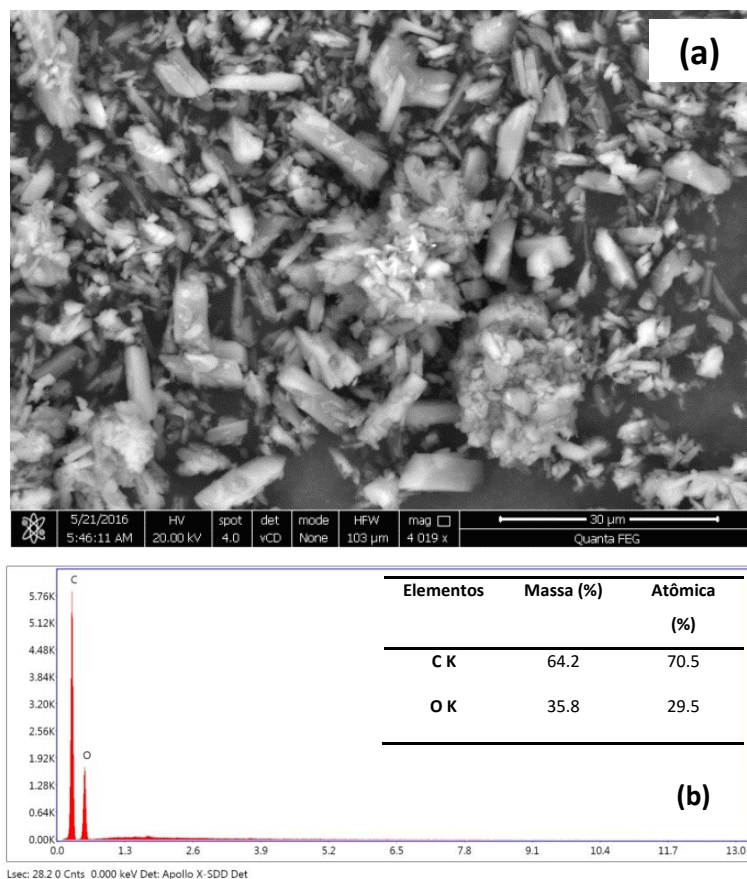 (a)
5/21/2016 HV spot det mode HFW mag 30 µm
5:46:11 AM 20.00 kV 4.0 vCD None 103 µm 4 019 x Quanta FEG
C
O
5.76K
5.12K
4.48K
3.84K
3.20K
2.56K
1.92K
1.28K
0.64K
0.00K
0.0 1.3 2.6 3.9 5.2 6.5 7.8 9.1 10.4 11.7 13.0
Elementos Massa (%) Atômica
(%)
C K 64.2 70.5
O K 35.8 29.5
(b)
Lsec: 28.2 0 Cnts 0.000 keV Det: Apollo X-SDD Det